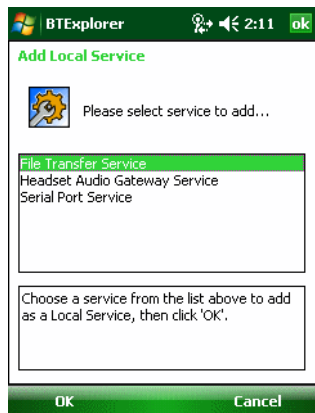 BTExplorer 2:11 ok
Add Local Service
Please select service to add...
File Transfer Service
Headset Audio Gateway Service
Serial Port Service
Choose a service from the list above to add
as a Local Service, then click 'OK'.
OK Cancel